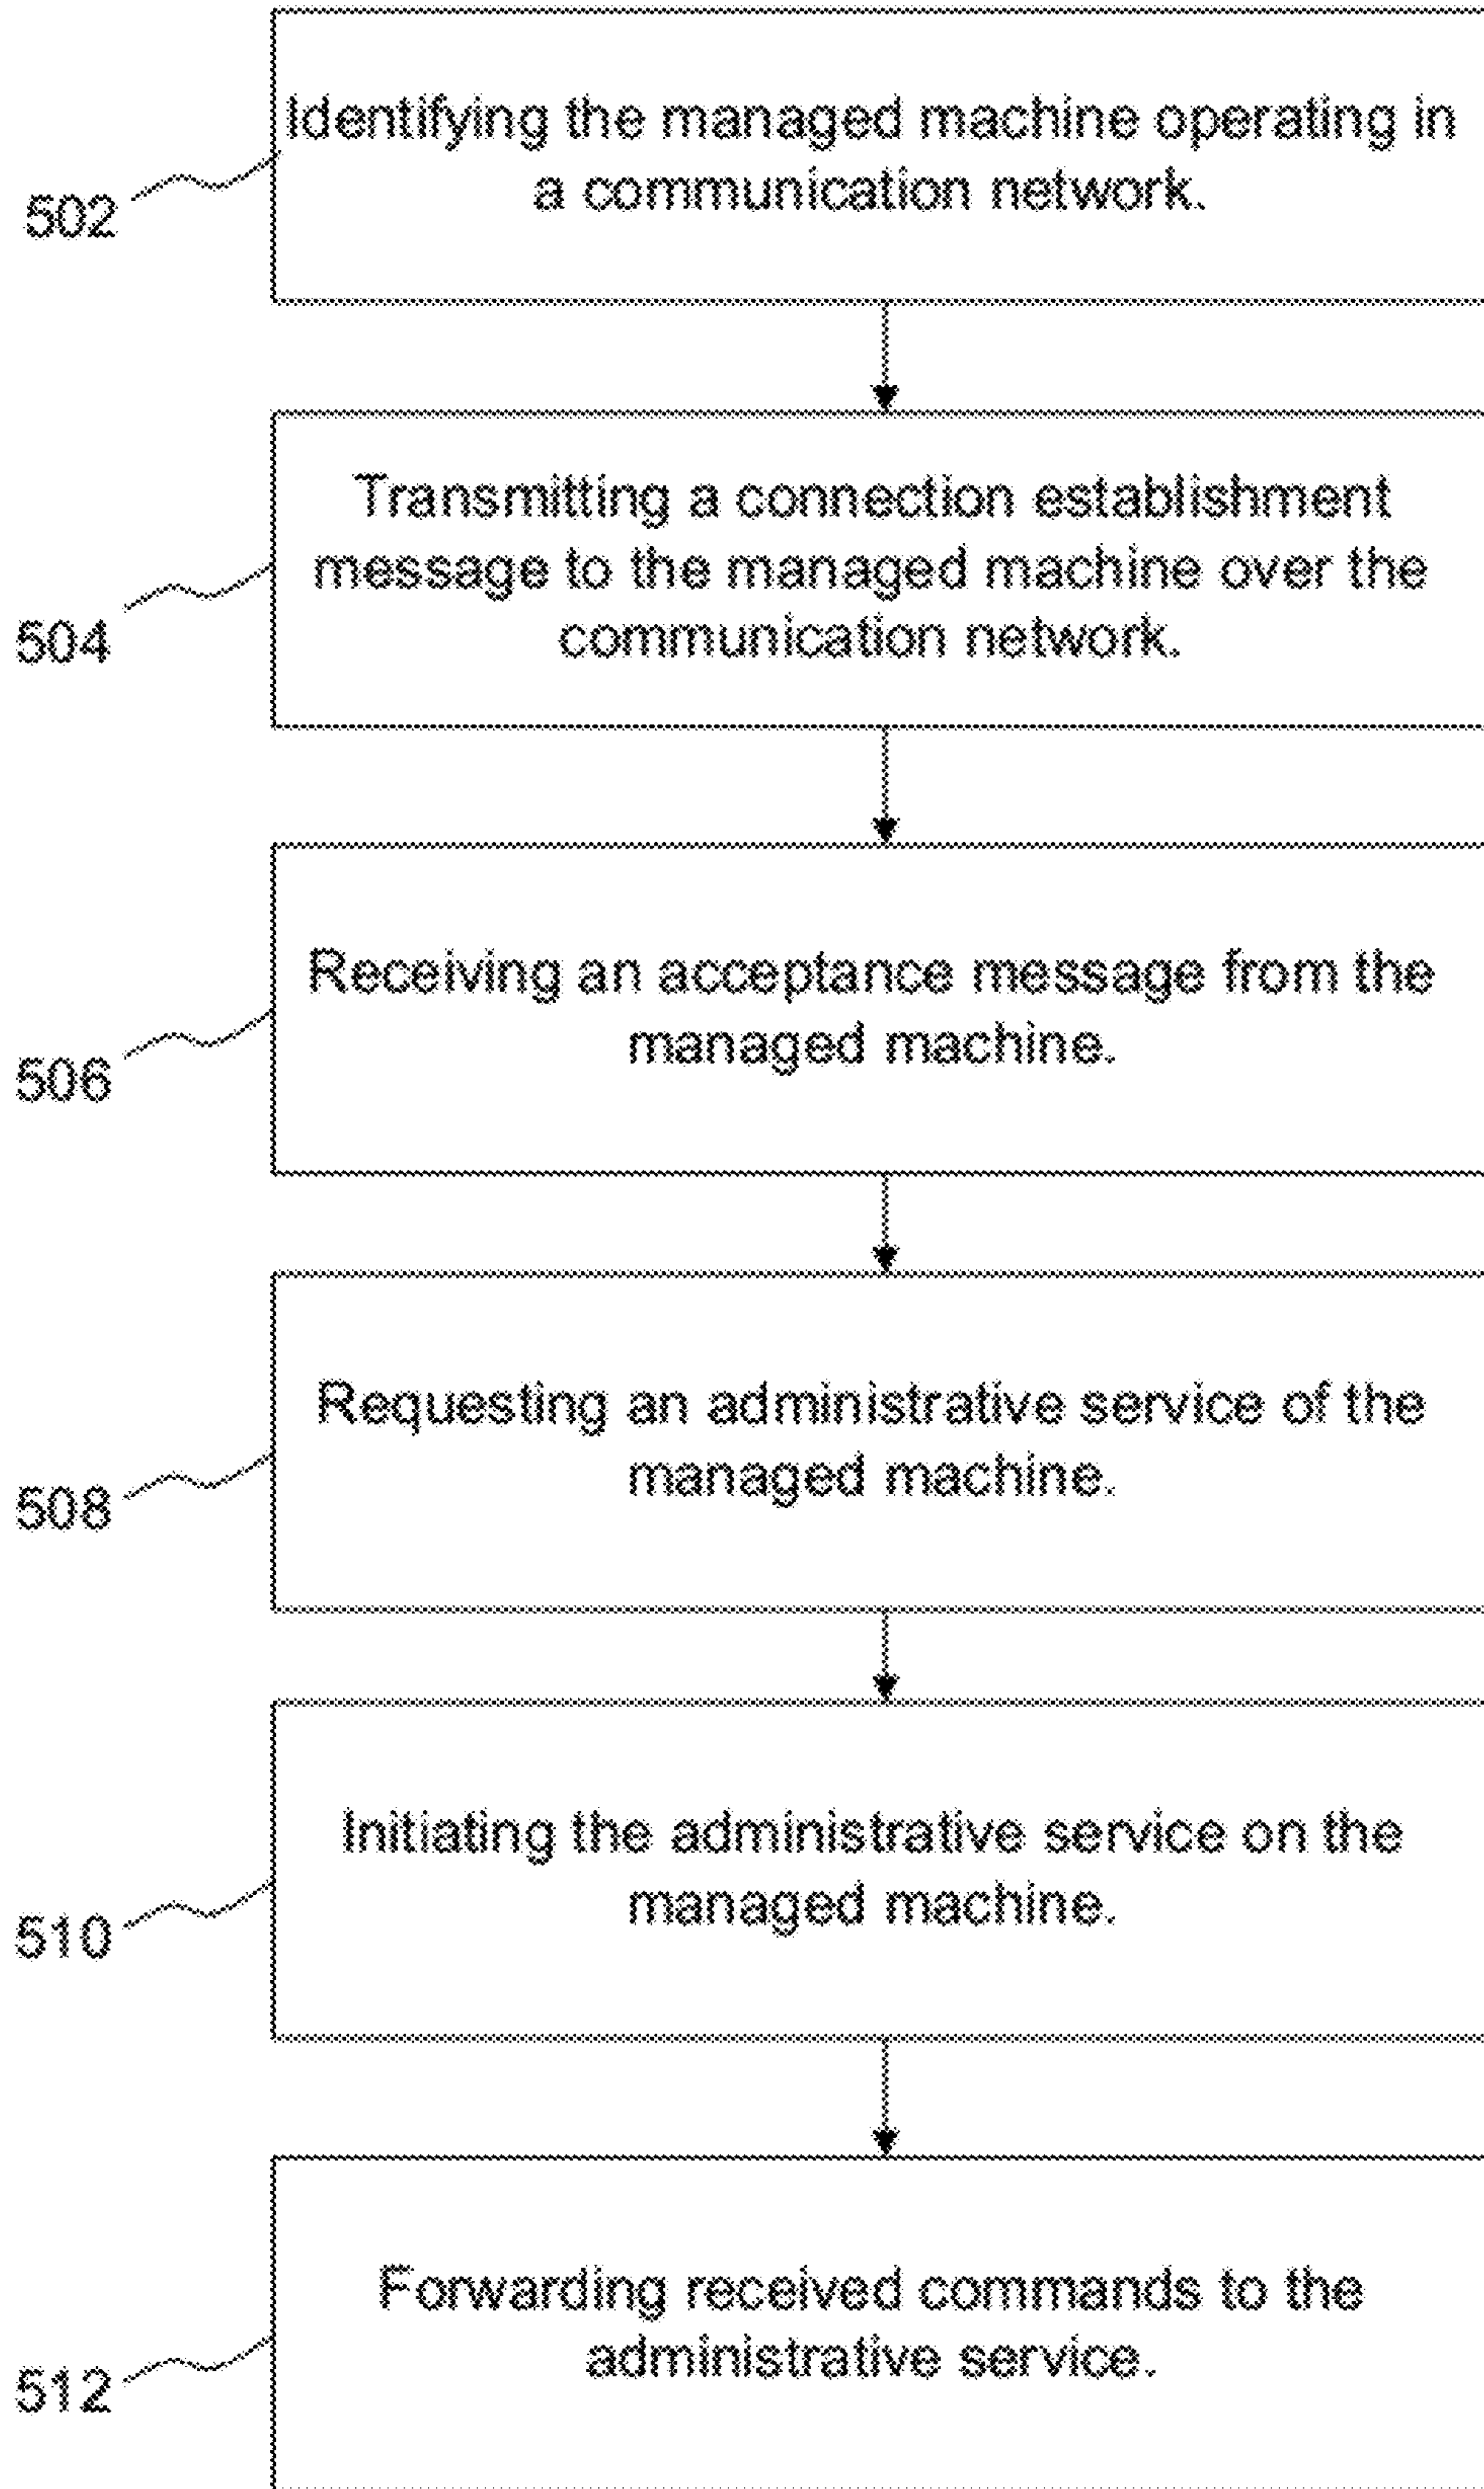 Identifying the managed machine operating in
a communication network.
502
Transmitting a connection establishment
message to the managed machine over the
communication network.
504
Receiving an acceptance message from the
managed machine.
506
Requesting an administrative service of the
managed machine.
508
Initiating the administrative service on the
managed machine.
510
Forwarding received commands to the
administrative service.
512